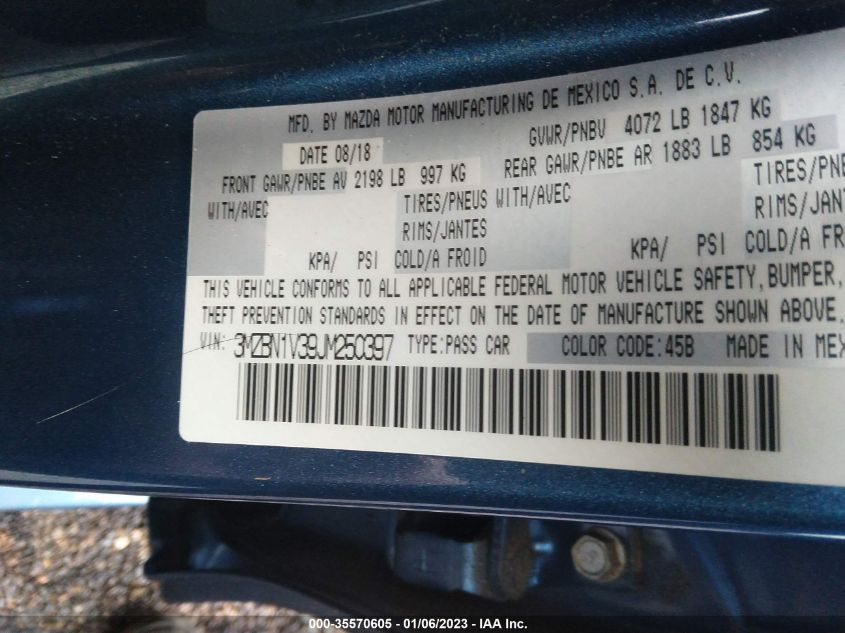 MFD. BY MAZDA MOTOR MANUFACTURING DE MEXICO S.A. DE C.V.
DATE 08/18 GVWR/PNBV 4072 LB 1847 KG
FRONT GAWR/PNBE AV 2198 LB 997 KG REAR GAWR/PNBE AR 1883 LB 854 KG
WITH/AVEC TIRES/PNEUS WITH/AVEC TIRES/PNE
RIMS/JANTES RIMS/JANT
KPA/ PSI COLD/A FROID KPA/ PSI COLD/A FR
THIS VEHICLE CONFORMS TO ALL APPLICABLE FEDERAL MOTOR VEHICLE SAFETY, BUMPER,
THEFT PREVENTION STANDARDS IN EFFECT ON THE DATE OF MANUFACTURE SHOWN ABOVE.
VIN: 3MZBN1V39JM250397 TYPE:PASS CAR COLOR CODE:45B MADE IN MEX
000-35570605 - 01/06/2023 - IAA Inc.